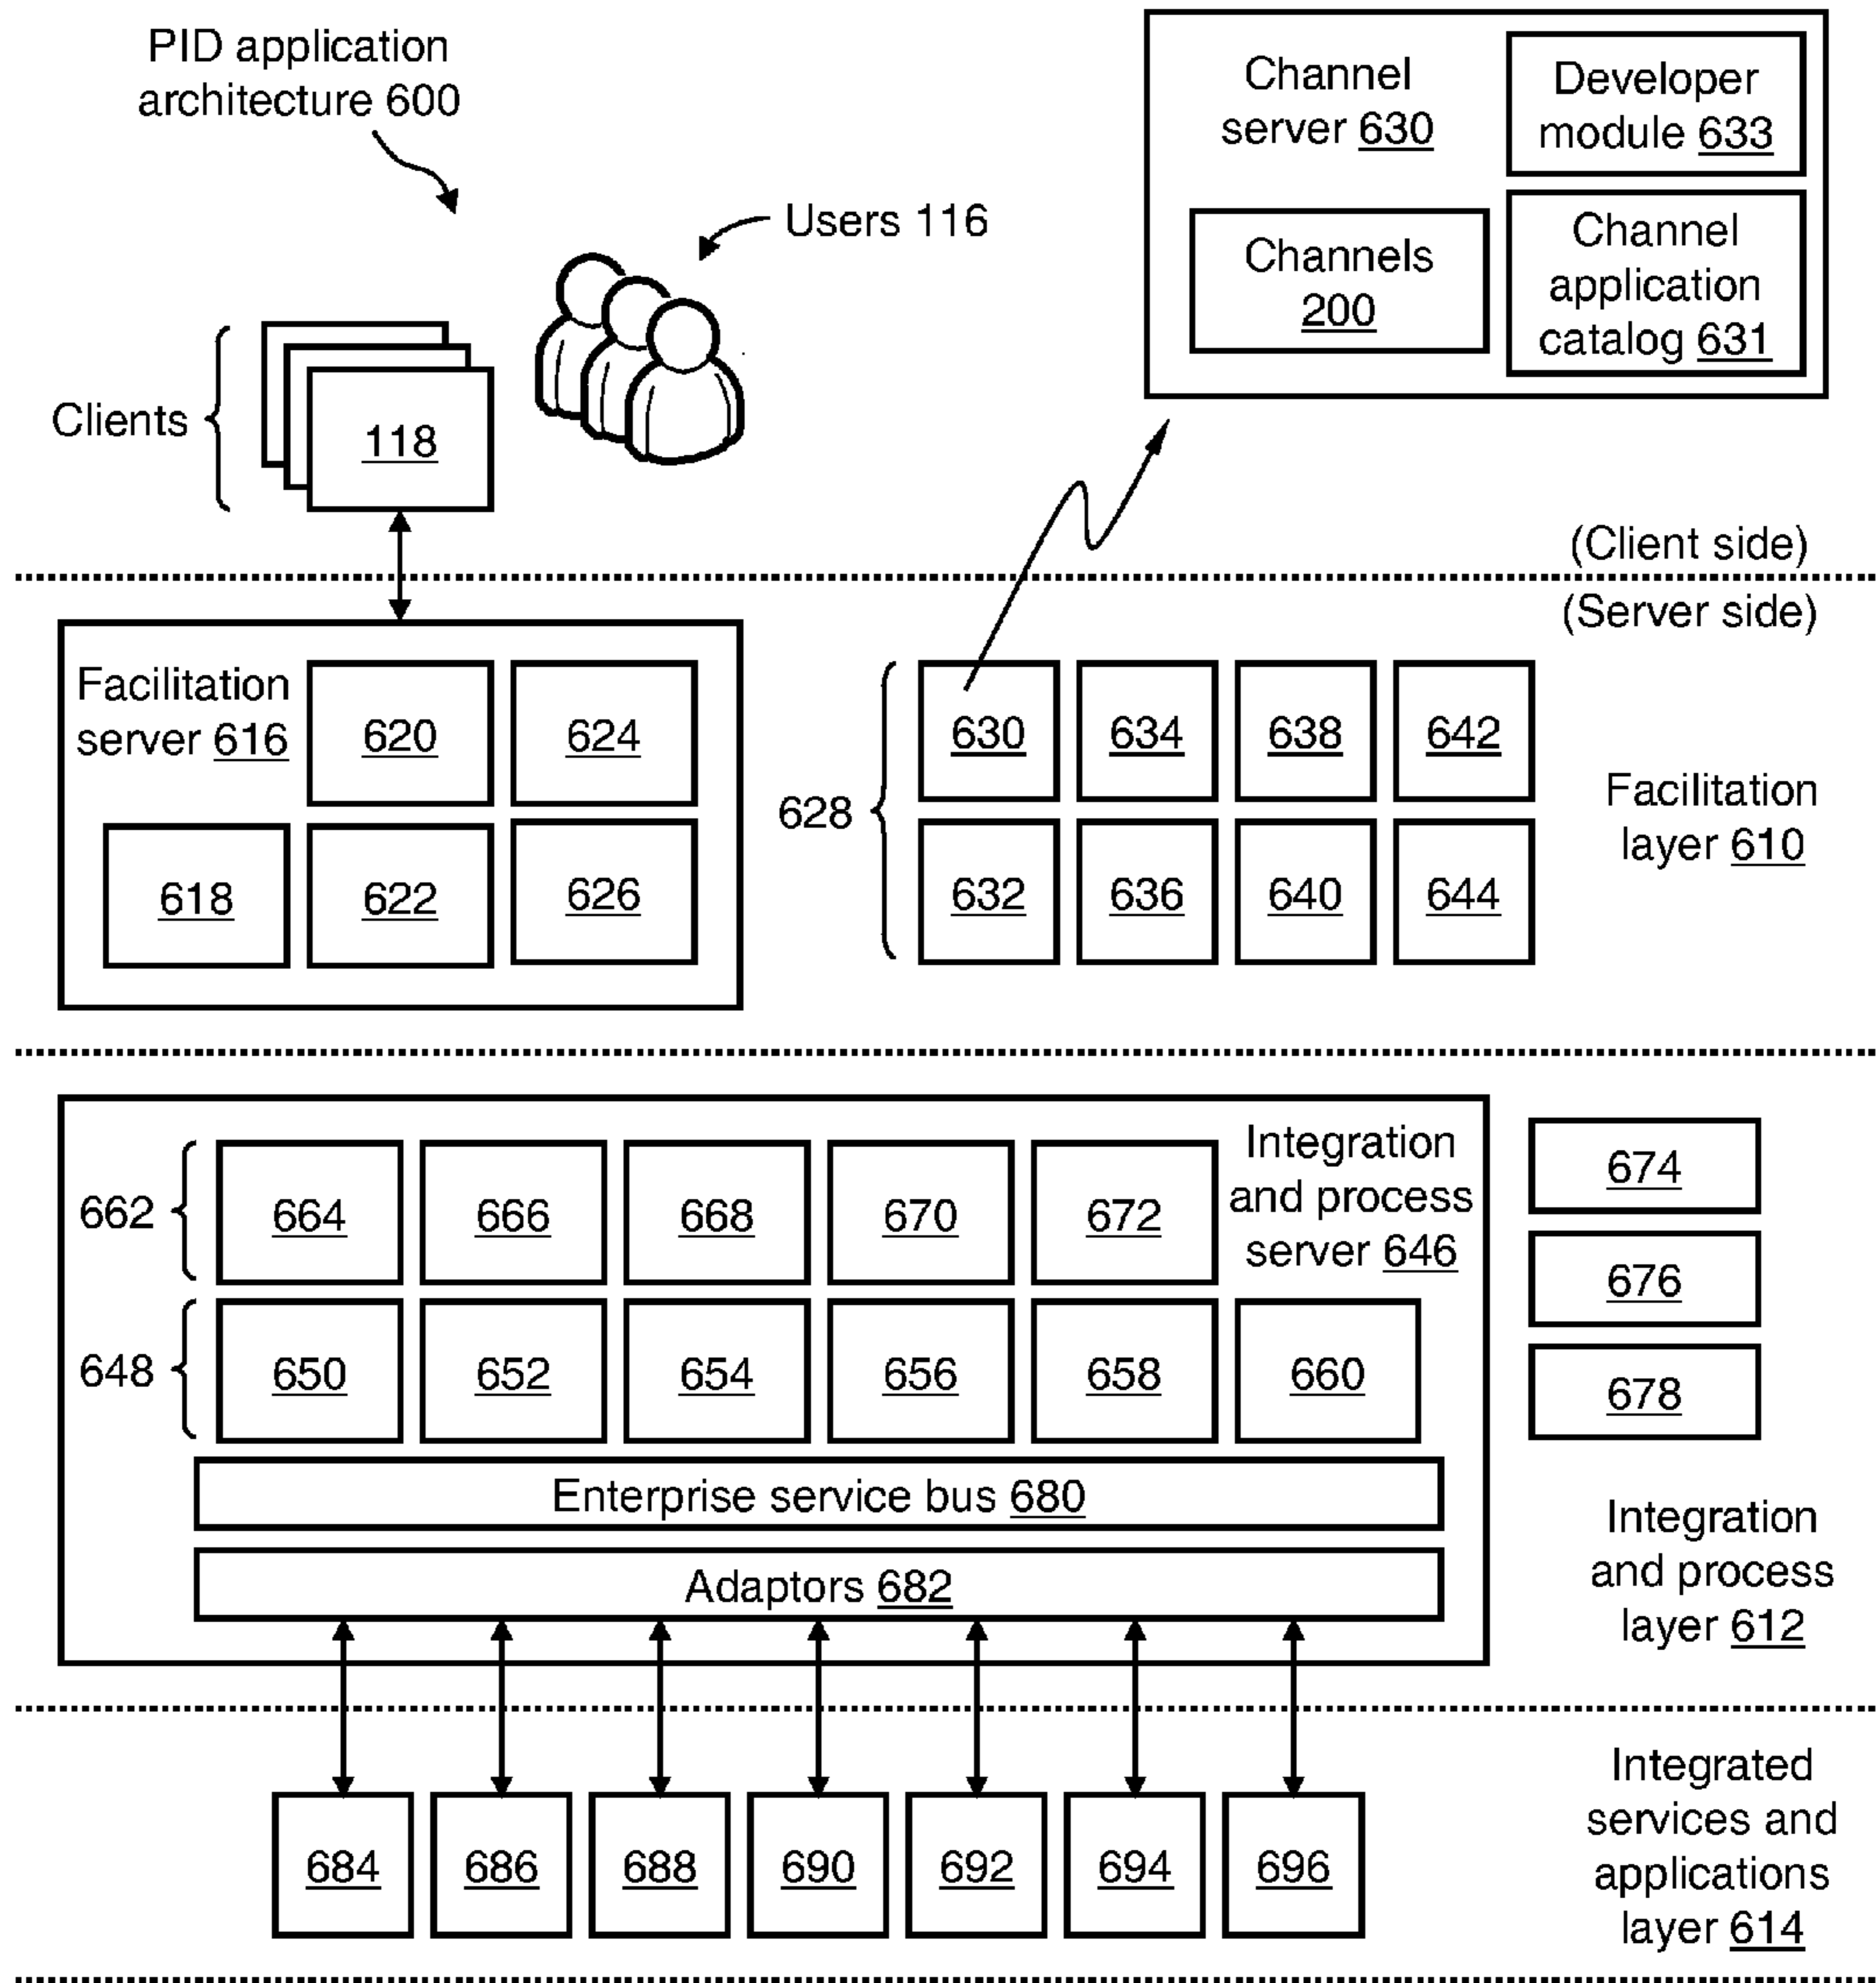 PID application
architecture 600
Users 116
Clients
118
Channel
server 630
Developer
module 633
Channels
200
Channel
application
catalog 631
(Client side)
(Server side)
Facilitation
server 616
620
624
618
622
626
628
630
634
638
642
632
636
640
644
Facilitation
layer 610
662
664
666
668
670
672
Integration
and process
server 646
648
650
652
654
656
658
660
674
676
678
Enterprise service bus 680
Adaptors 682
Integration
and process
layer 612
684
686
688
690
692
694
696
Integrated
services and
applications
layer 614